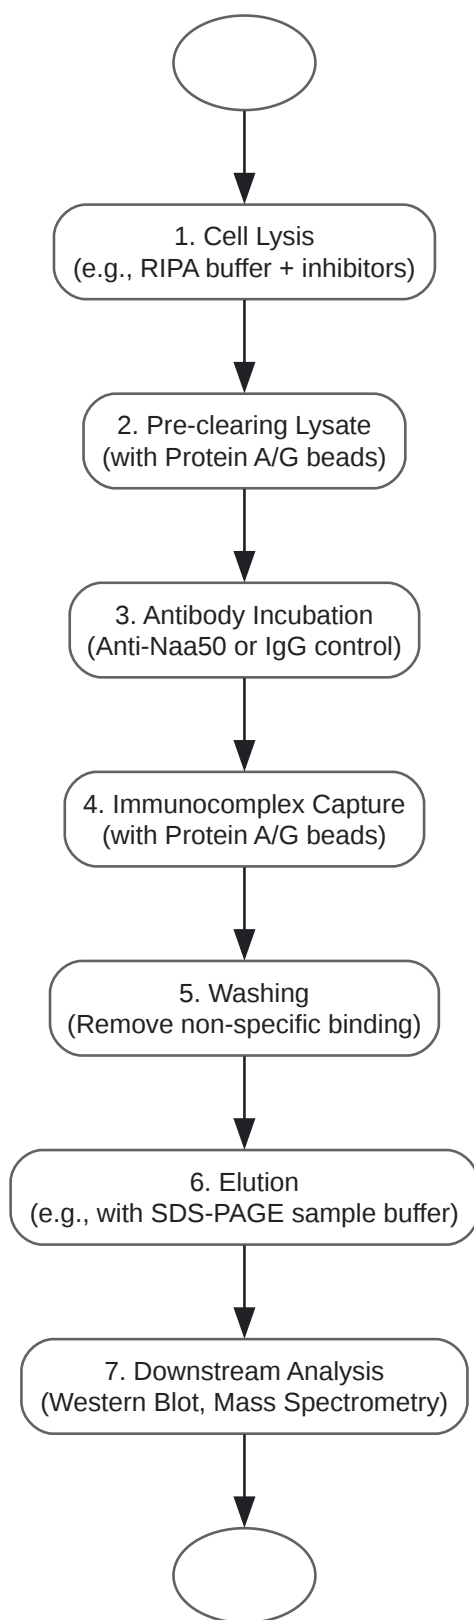 1. Cell Lysis
(e.g., RIPA buffer + inhibitors)
2. Pre-clearing Lysate
(with Protein A/G beads)
3. Antibody Incubation
(Anti-Naa50 or IgG control)
4. Immunocomplex Capture
(with Protein A/G beads)
5. Washing
(Remove non-specific binding)
6. Elution
(e.g., with SDS-PAGE sample buffer)
7. Downstream Analysis
(Western Blot, Mass Spectrometry)